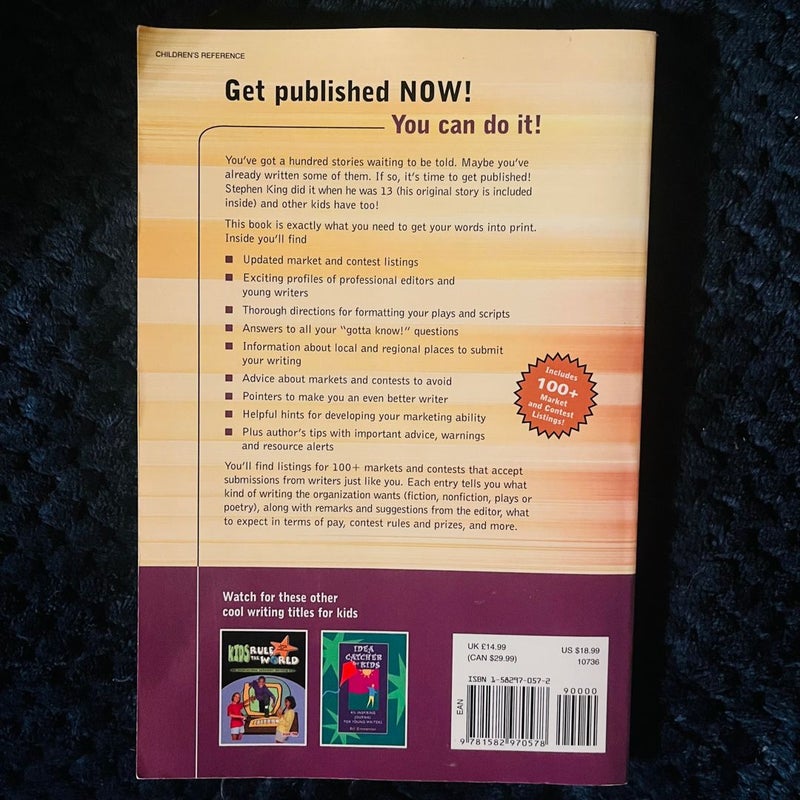 CHILDREN'S REFERENCE
Get published NOW!
You can do it!
You've got a hundred stories waiting to be told. Maybe you've
already written some of them. If so, it's time to get published!
Stephen King did it when he was 13 (his original story is included
inside) and other kids have too!
This book is exactly what you need to get your words into print.
Inside you'll find
Updated market and contest listings
Exciting profiles of professional editors and
young writers
Thorough directions for formatting your plays and scripts
Answers to all your "gotta know!" questions
Information about local and regional places to submit
your writing
Advice about markets and contests to avoid
Pointers to make you an even better writer
Helpful hints for developing your marketing ability
Plus author's tips with important advice, warnings
and resource alerts
Includes
100+
Market
and Contest
Listings!
You'll find listings for 100+ markets and contests that accept
submissions from writers just like you. Each entry tells you what
kind of writing the organization wants (fiction, nonfiction, plays or
poetry), along with remarks and suggestions from the editor, what
to expect in terms of pay, contest rules and prizes, and more.
Watch for these other
cool writing titles for kids
KIDS RULE
THE WORLD
IDEA
CATCHER
for KIDS
AN INSPIRING
JOURNAL
FOR YOUNG WRITERS
UK £14.99
(CAN $29.99)
US $18.99
10736
ISBN 1-58297-057-2
90000
EAN
9 781582 970578